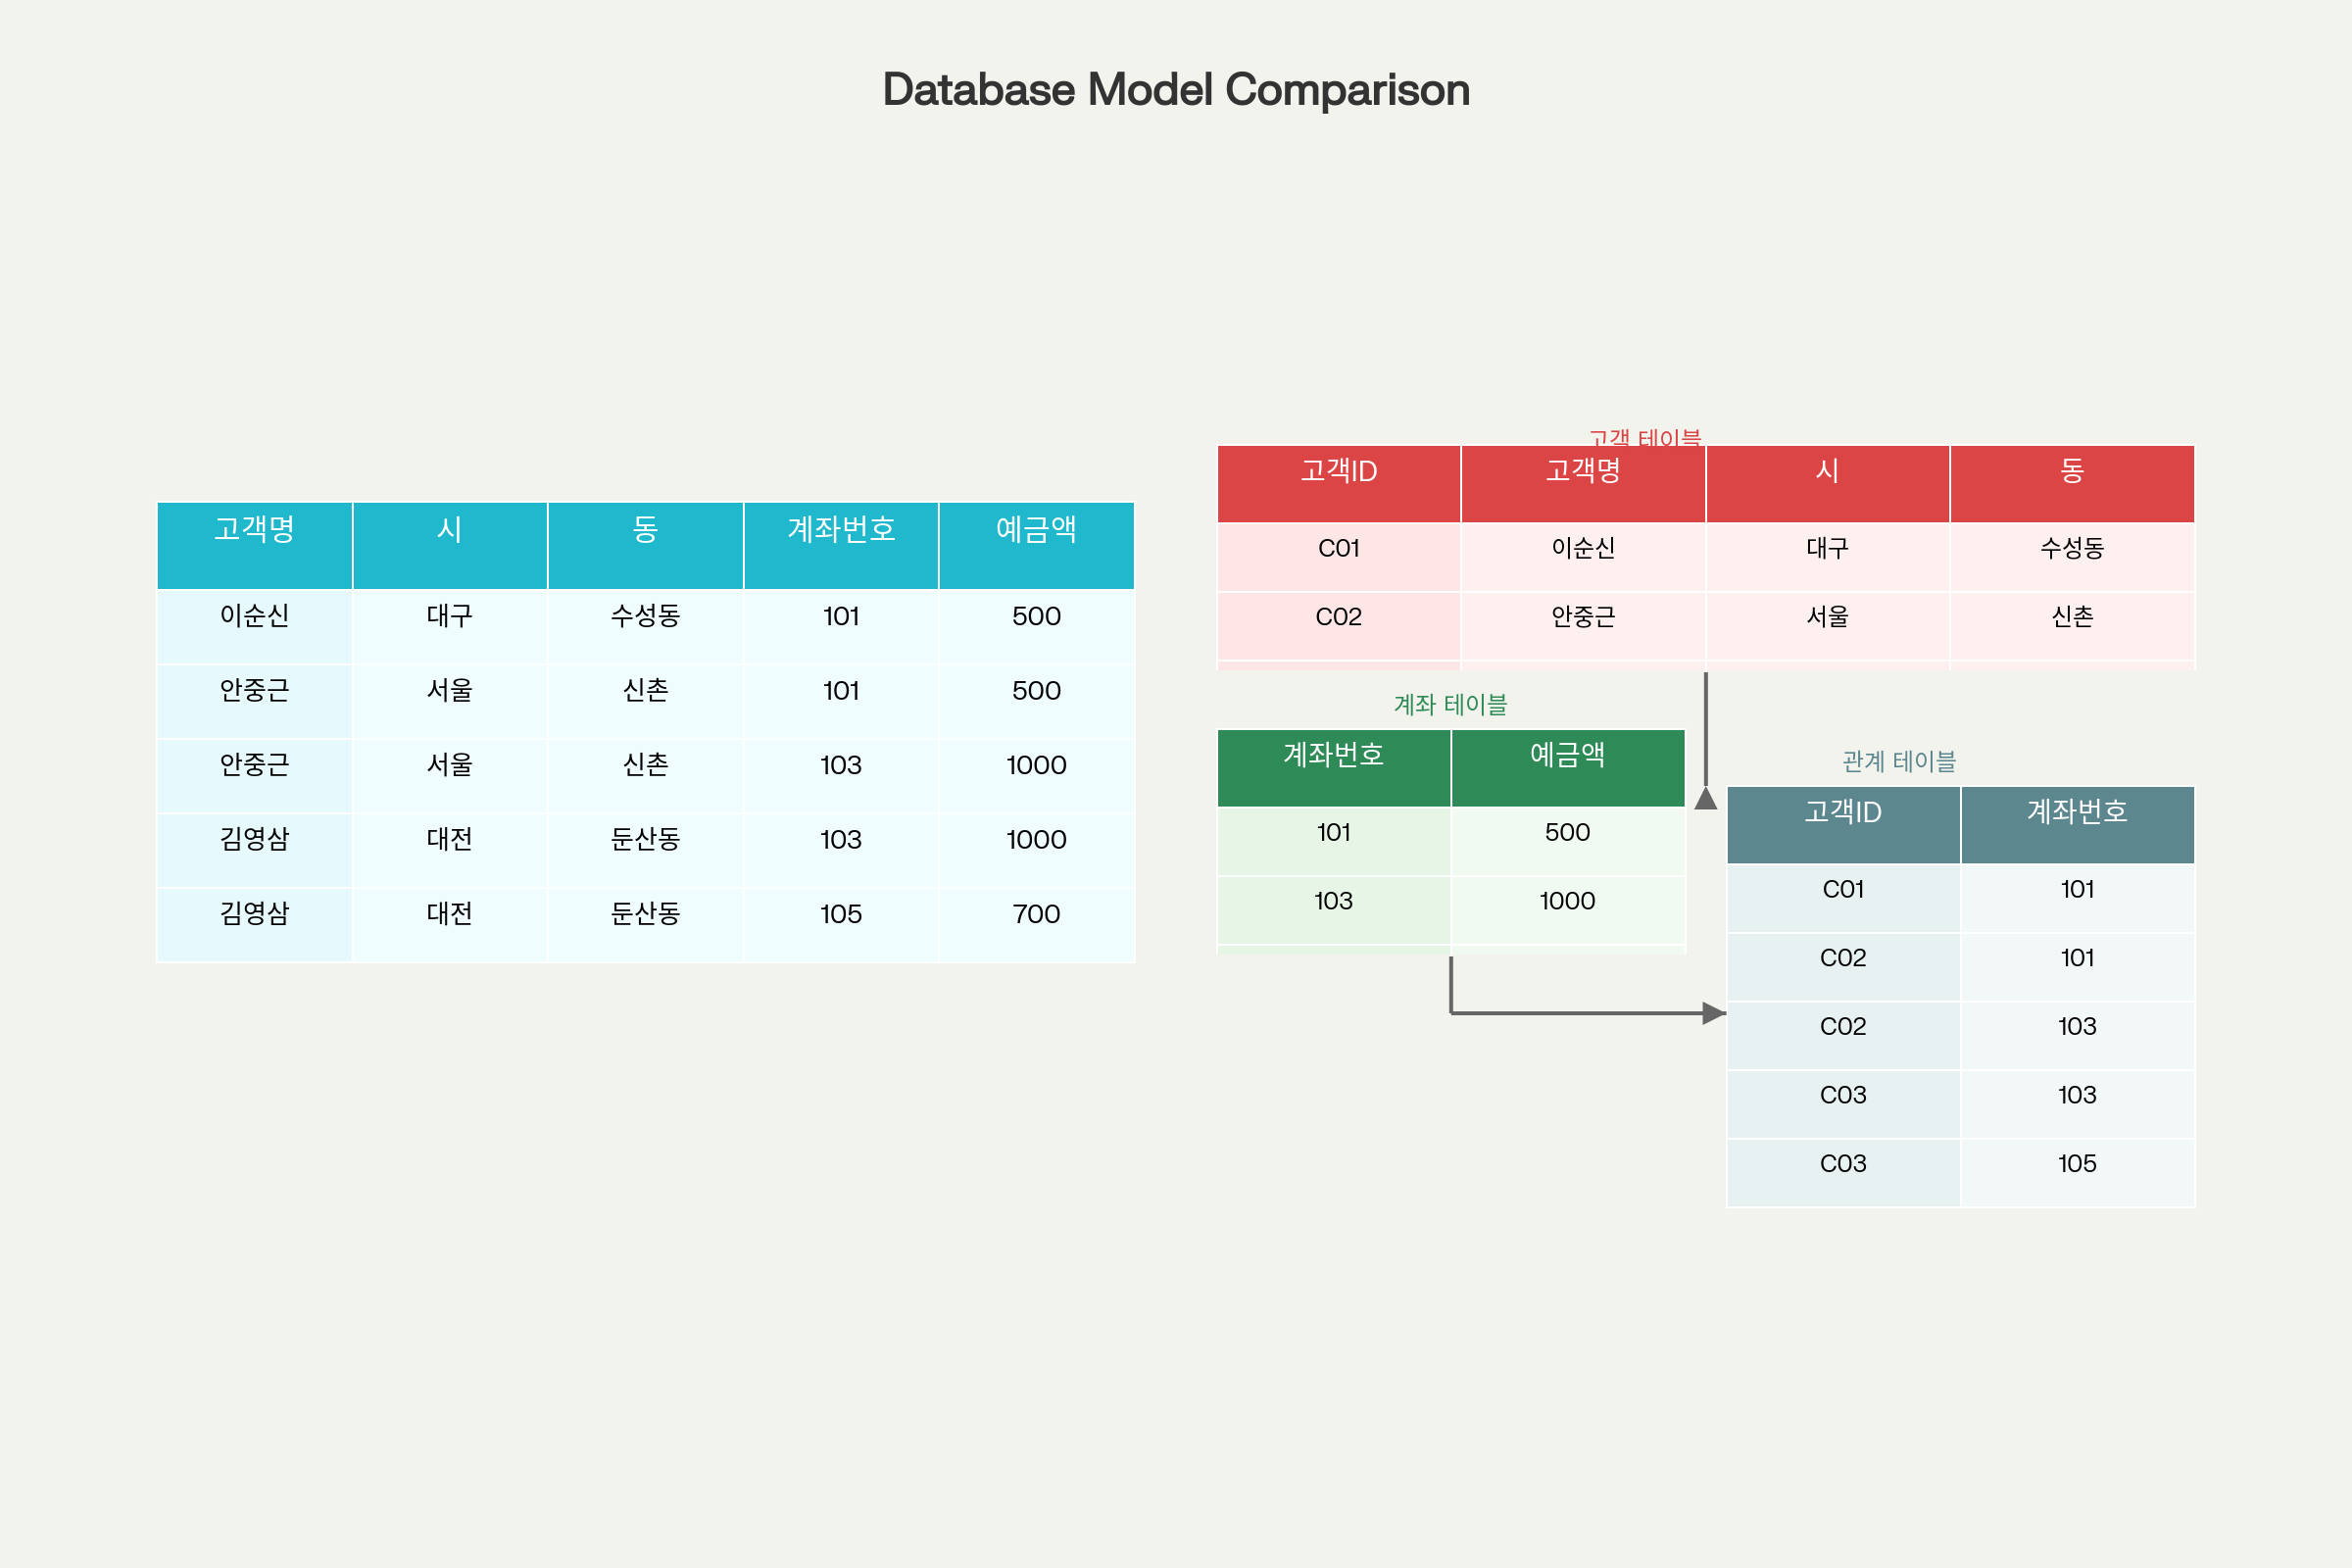 Database Model Comparison
고객명 시 동 계좌번호 예금액
이순신 대구 수성동 101 500
안중근 서울 신촌 101 500
안중근 서울 신촌 103 1000
김영삼 대전 둔산동 103 1000
김영삼 대전 둔산동 105 700
고객 테이블
고객ID 고객명 시 동
C01 이순신 대구 수성동
C02 안중근 서울 신촌
계좌 테이블
계좌번호 예금액
101 500
103 1000
관계 테이블
고객ID 계좌번호
C01 101
C02 101
C02 103
C03 103
C03 105